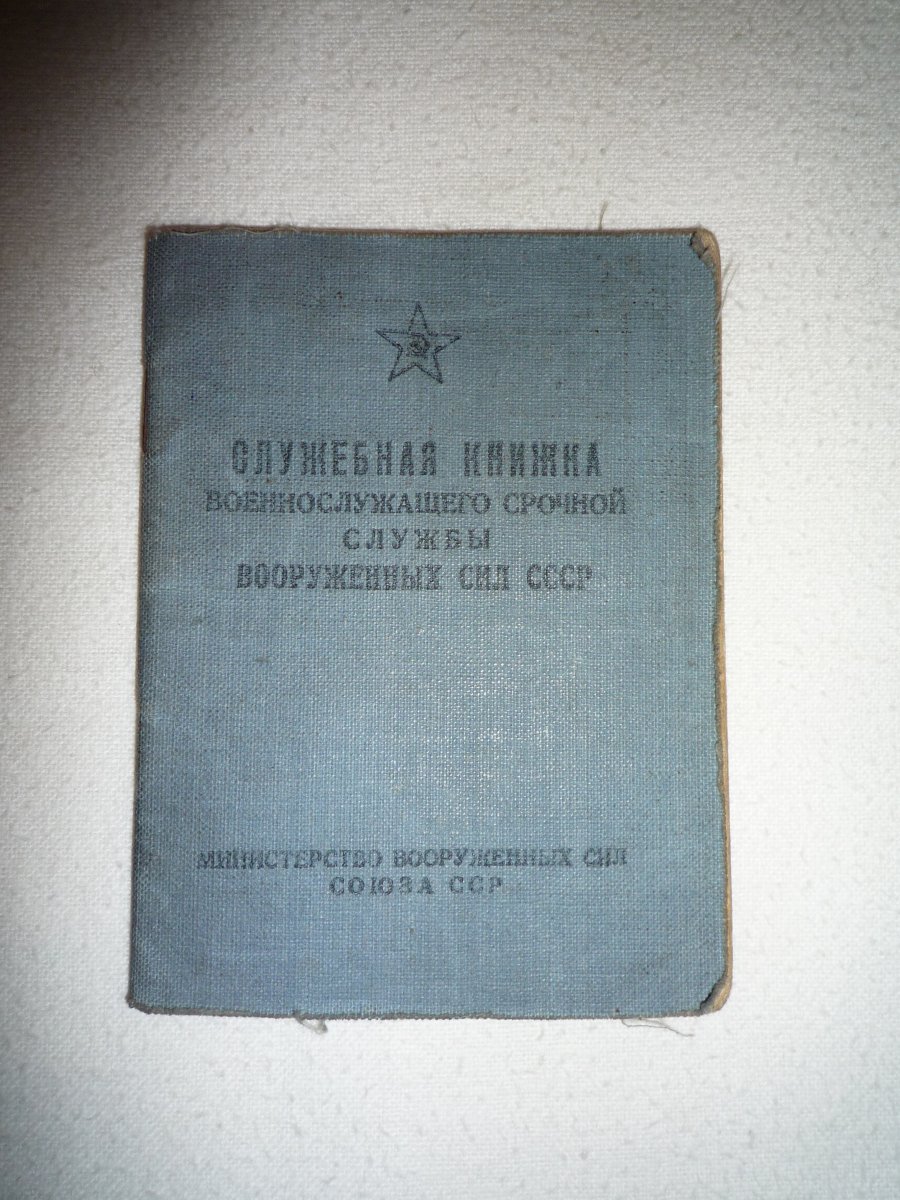 СЛУЖЕБНАЯ КНИЖКА
ВОЕННОСЛУЖАЩЕГО СРОЧНОЙ
СЛУЖБЫ
ВООРУЖЕННЫХ СИЛ СССР
МИНИСТЕРСТВО ВООРУЖЕННЫХ СИЛ
СОЮЗА ССР